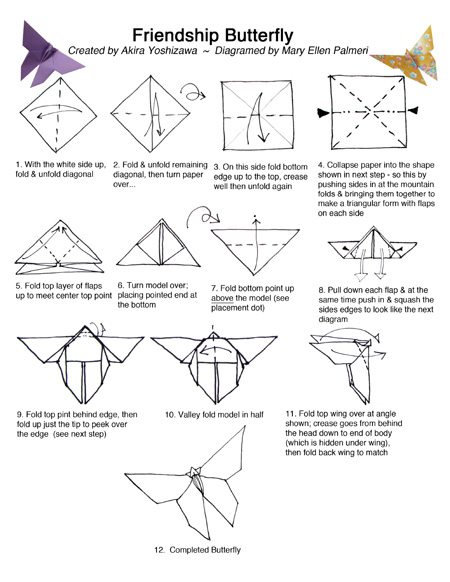 Friendship Butterfly
Created by Akira Yoshizawa ~ Diagramed by Mary Ellen Palmeri
1. With the white side up,
fold & unfold diagonal
2. Fold & unfold remaining
diagonal, then turn paper
over...
3. On this side fold bottom
edge up to the top, crease
well then unfold again
4. Collapse paper into the shape
shown in next step - so this by
pushing sides in at the mountain
folds & bringing them together to
make a triangular form with flaps
on each side
5. Fold top layer of flaps
up to meet center top point
6. Turn model over;
placing pointed end at
the bottom
7. Fold bottom point up
above the model (see
placement dot)
8. Pull down each flap & at the
same time push in & squash the
sides edges to look like the next
diagram
9. Fold top pint behind edge, then
fold up just the tip to peek over
the edge (see next step)
10. Valley fold model in half
11. Fold top wing over at angle
shown; crease goes from behind
the head down to end of body
(which is hidden under wing),
then fold back wing to match
12. Completed Butterfly